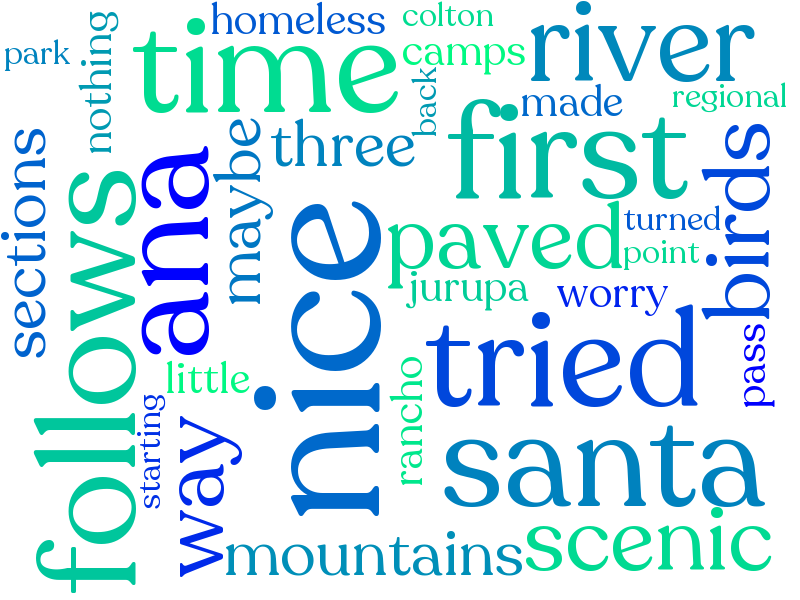 homeless
colton
river
park
nothing
time
camps
back
made
regional
three
first
sections
follows
ana
maybe
birds
nice
paved
turned
point
jurupa
worry
tried
pass
little
rancho
starting
way
santa
mountains
scenic